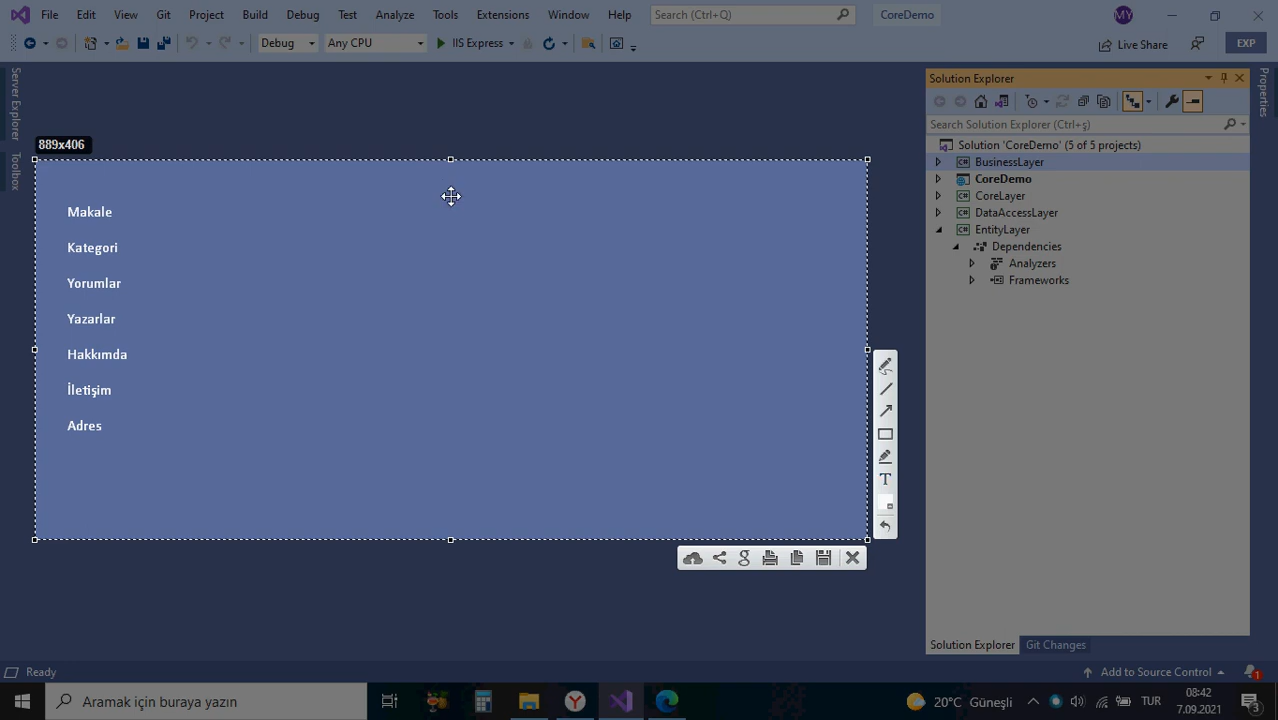 File Edit View Git Project Build Debug Test Analyze Tools Extensions Window Help Search (Ctrl+Q) CoreDemo MY
Debug Any CPU IIS Express Live Share EXP
Server Explorer
Toolbox
889x406
Makale
Kategori
Yorumlar
Yazarlar
Hakkımda
İletişim
Adres
T
g
Solution Explorer
Search Solution Explorer (Ctrl+ş)
Solution 'CoreDemo' (5 of 5 projects)
BusinessLayer
CoreDemo
CoreLayer
DataAccessLayer
EntityLayer
Dependencies
Analyzers
Frameworks
Solution Explorer Git Changes
Properties
Ready Add to Source Control 1
Aramak için buraya yazın 20°C Güneşli TUR 08:42
7.09.2021 3